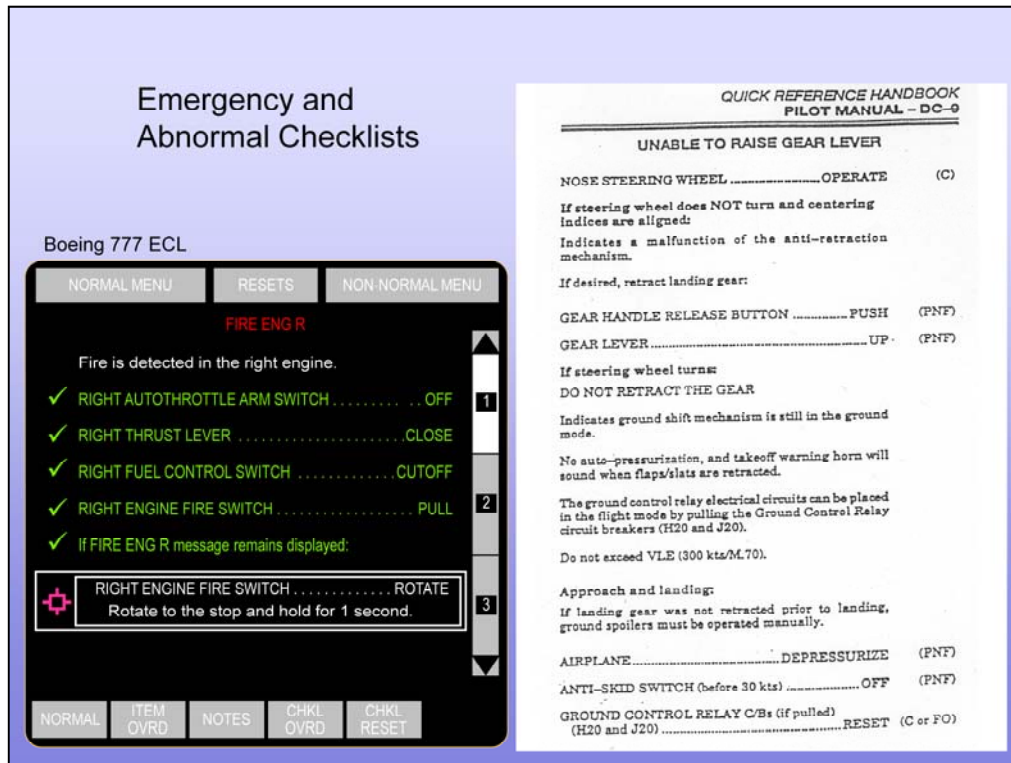 Emergency and
Abnormal Checklists
Boeing 777 ECL
NORMAL MENU
RESETS
NON-NORMAL MENU
FIRE ENG R
Fire is detected in the right engine.
RIGHT AUTOTHROTTLE ARM SWITCH . . . . . . . . . . . OFF
1
RIGHT THRUST LEVER . . . . . . . . . . . . . . . . . . . . . . CLOSE
RIGHT FUEL CONTROL SWITCH . . . . . . . . . . . . . CUTOFF
RIGHT ENGINE FIRE SWITCH . . . . . . . . . . . . . . . . . . PULL
2
If FIRE ENG R message remains displayed:
RIGHT ENGINE FIRE SWITCH . . . . . . . . . . . . . ROTATE
Rotate to the stop and hold for 1 second.
3
NORMAL
ITEM
OVRD
NOTES
CHKL
OVRD
CHKL
RESET
QUICK REFERENCE HANDBOOK
PILOT MANUAL – DC–9
UNABLE TO RAISE GEAR LEVER
NOSE STEERING WHEEL ........................ OPERATE (C)
If steering wheel does NOT turn and centering
indices are aligned:
Indicates a malfunction of the anti–retraction
mechanism.
If desired, retract landing gear:
GEAR HANDLE RELEASE BUTTON ............... PUSH (PNF)
GEAR LEVER ........................................................ UP (PNF)
If steering wheel turns:
DO NOT RETRACT THE GEAR
Indicates ground shift mechanism is still in the ground
mode.
No auto–pressurization, and takeoff warning horn will
sound when flaps/slats are retracted.
The ground control relay electrical circuits can be placed
in the flight mode by pulling the Ground Control Relay
circuit breakers (H20 and J20).
Do not exceed VLE (300 kts/M.70).
Approach and landing:
If landing gear was not retracted prior to landing,
ground spoilers must be operated manually.
AIRPLANE ...................................... DEPRESSURIZE (PNF)
ANTI–SKID SWITCH (before 30 kts) ................... OFF (PNF)
GROUND CONTROL RELAY C/Bs (if pulled)
(H20 and J20) ............................................... RESET (C or FO)